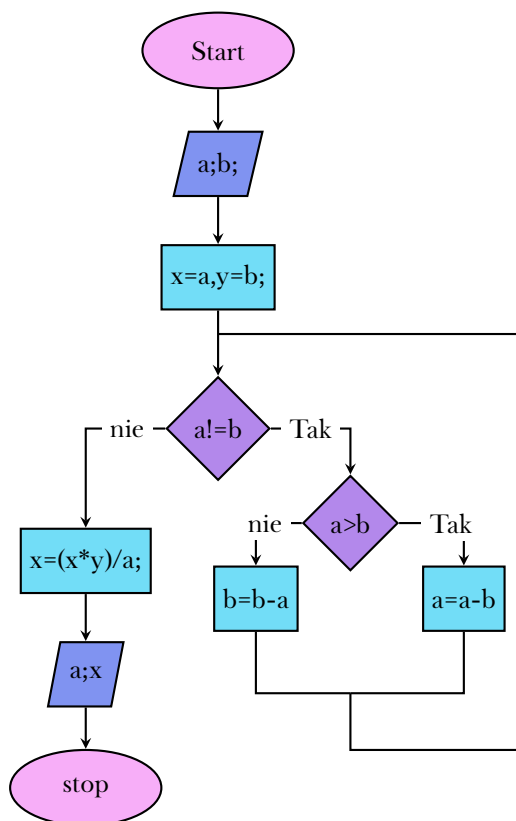 Start
a;b;
x=a,y=b;
a!=b
nie
Tak
a>b
nie
Tak
x=(x*y)/a;
b=b-a
a=a-b
a;x
stop